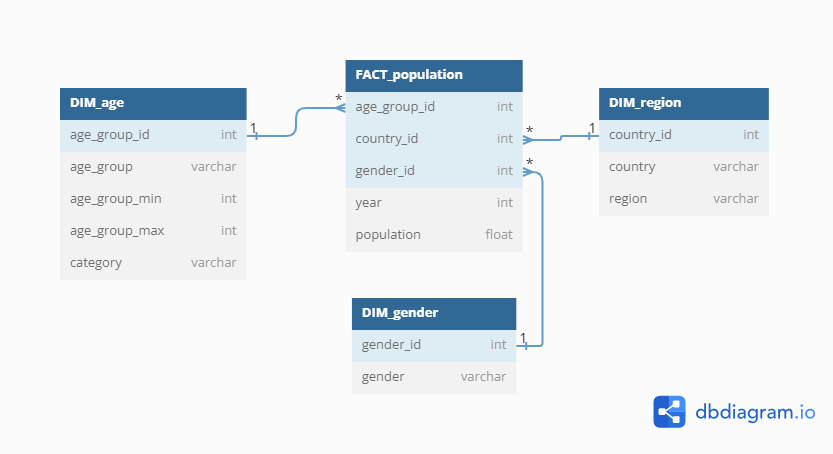 DIM_age
age_group_id int
age_group varchar
age_group_min int
age_group_max int
category varchar
1
*
FACT_population
age_group_id int
country_id int
gender_id int
year int
population float
*
1
*
DIM_region
country_id int
country varchar
region varchar
DIM_gender
gender_id int
gender varchar
1
dbdiagram.io